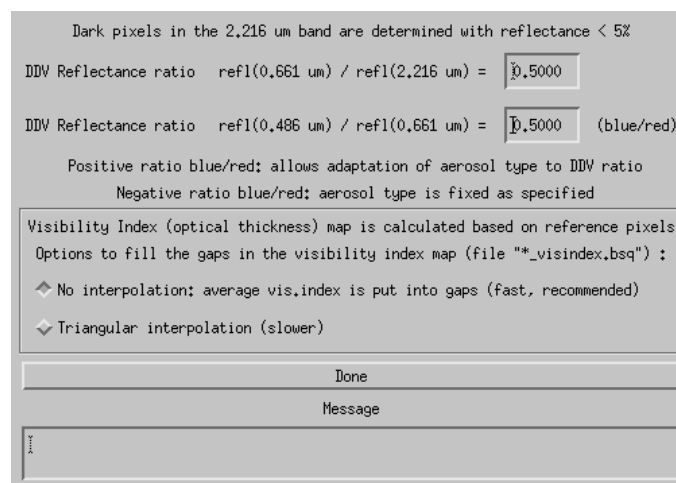 Dark pixels in the 2.216 um band are determined with reflectance < 5%
DDV Reflectance ratio refl(0.661 um) / refl(2.216 um) = 0.5000
DDV Reflectance ratio refl(0.486 um) / refl(0.661 um) = 0.5000 (blue/red)
Positive ratio blue/red: allows adaptation of aerosol type to DDV ratio
Negative ratio blue/red: aerosol type is fixed as specified
Visibility Index (optical thickness) map is calculated based on reference pixels
Options to fill the gaps in the visibility index map (file "*_visindex.bsq") :
No interpolation: average vis.index is put into gaps (fast, recommended)
Triangular interpolation (slower)
Done
Message